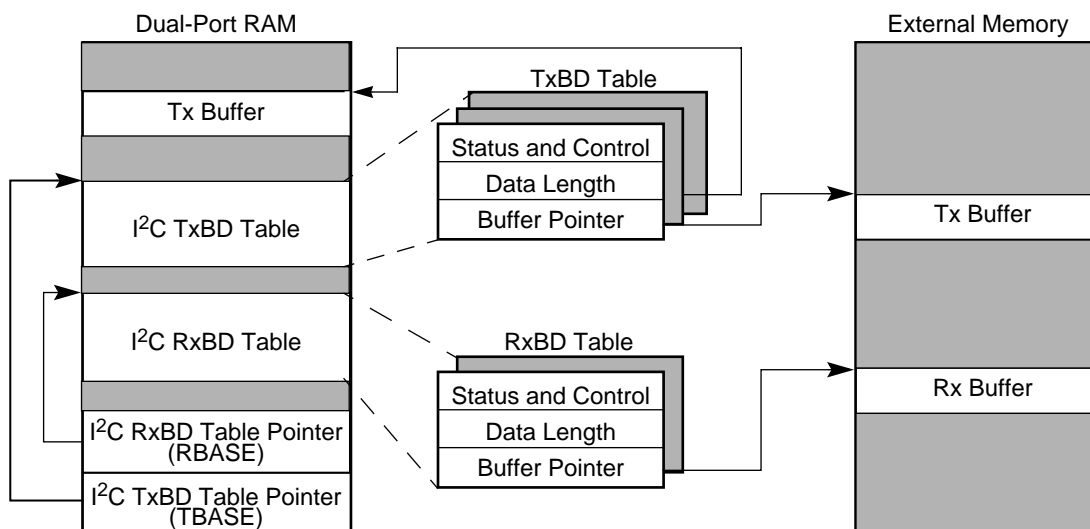 Dual-Port RAM
Tx Buffer
I²C TxBD Table
I²C RxBD Table
I²C RxBD Table Pointer
(RBASE)
I²C TxBD Table Pointer
(TBASE)
TxBD Table
Status and Control
Data Length
Buffer Pointer
RxBD Table
Status and Control
Data Length
Buffer Pointer
External Memory
Tx Buffer
Rx Buffer